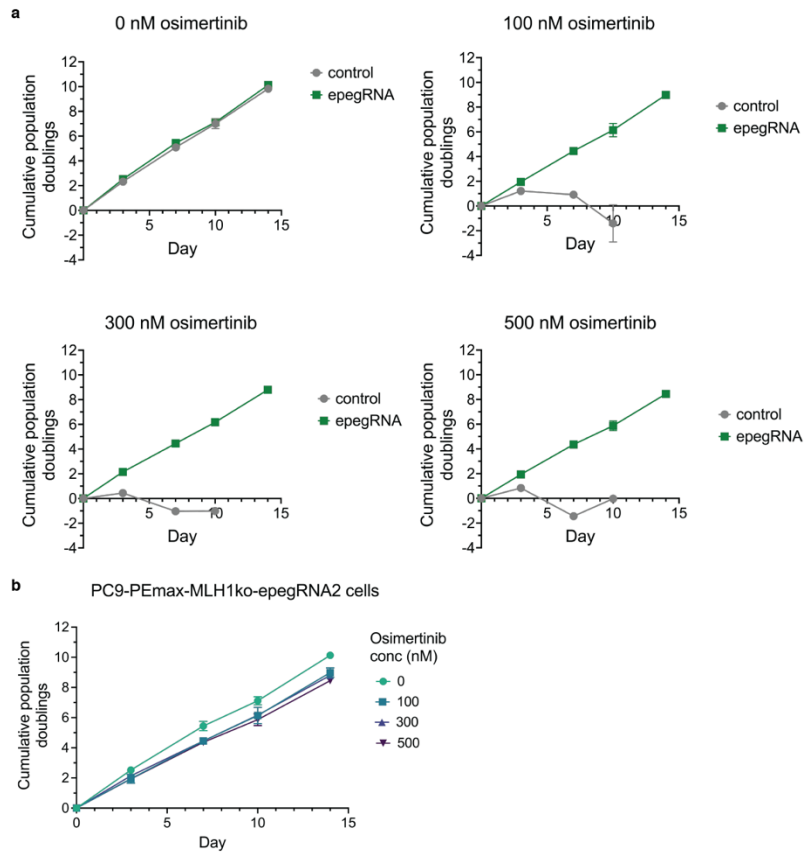 a
0 nM osimertinib
100 nM osimertinib
12
10
8
6
4
2
0
-2
-4
5
10
15
Cumulative population
doublings
Day
control
epegRNA
12
10
8
6
4
2
0
-2
-4
5
10
15
Cumulative population
doublings
Day
control
epegRNA
300 nM osimertinib
500 nM osimertinib
12
10
8
6
4
2
0
-2
-4
5
10
15
Cumulative population
doublings
Day
control
epegRNA
12
10
8
6
4
2
0
-2
-4
5
10
15
Cumulative population
doublings
Day
control
epegRNA
b
PC9-PEmax-MLH1ko-epegRNA2 cells
12
10
8
6
4
2
0
0
5
10
15
Cumulative population
doublings
Day
Osimertinib
conc (nM)
0
100
300
500